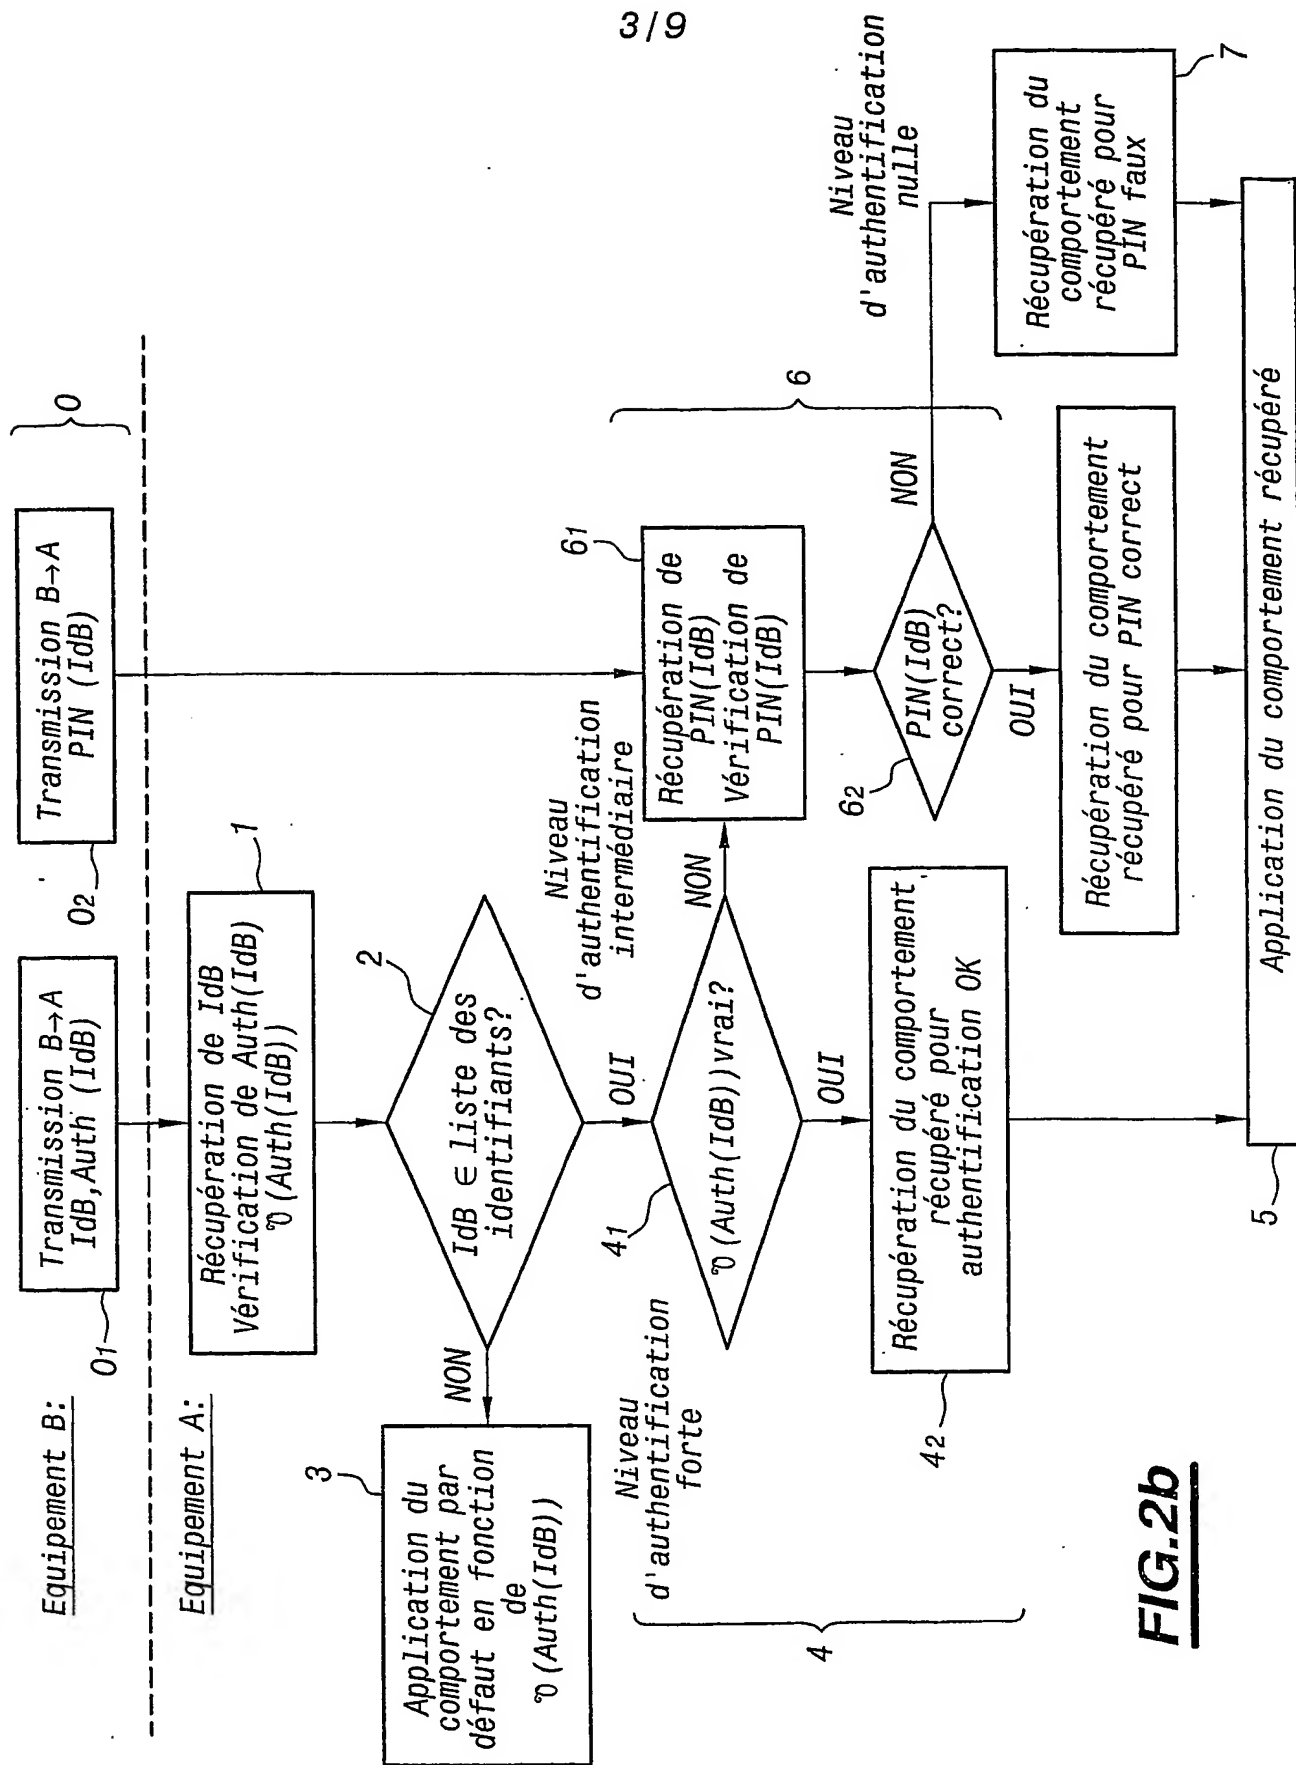 3/9
Equipement B:
O1
Transmission B→A
IdB,Auth (IdB)
O2
Transmission B→A
PIN (IdB)
O
Equipement A:
1
Récupération de IdB
Vérification de Auth(IdB)
𝒱(Auth(IdB))
2
IdB ∈ liste des
identifiants?
NON
OUI
3
Application du
comportement par
défaut en fonction
de
𝒱(Auth(IdB))
Niveau
d'authentification
forte
4
41
𝒱(Auth(IdB))vrai?
NON
OUI
42
Récupération du comportement
récupéré pour
authentification OK
Niveau
d'authentification
intermédiaire
61
Récupération de
PIN(IdB)
Vérification de
PIN(IdB)
6
62
PIN(IdB)
correct?
NON
OUI
Récupération du comportement
récupéré pour PIN correct
Niveau
d'authentification
nulle
7
Récupération du
comportement
récupéré pour
PIN faux
5
Application du comportement récupéré
FIG.2b